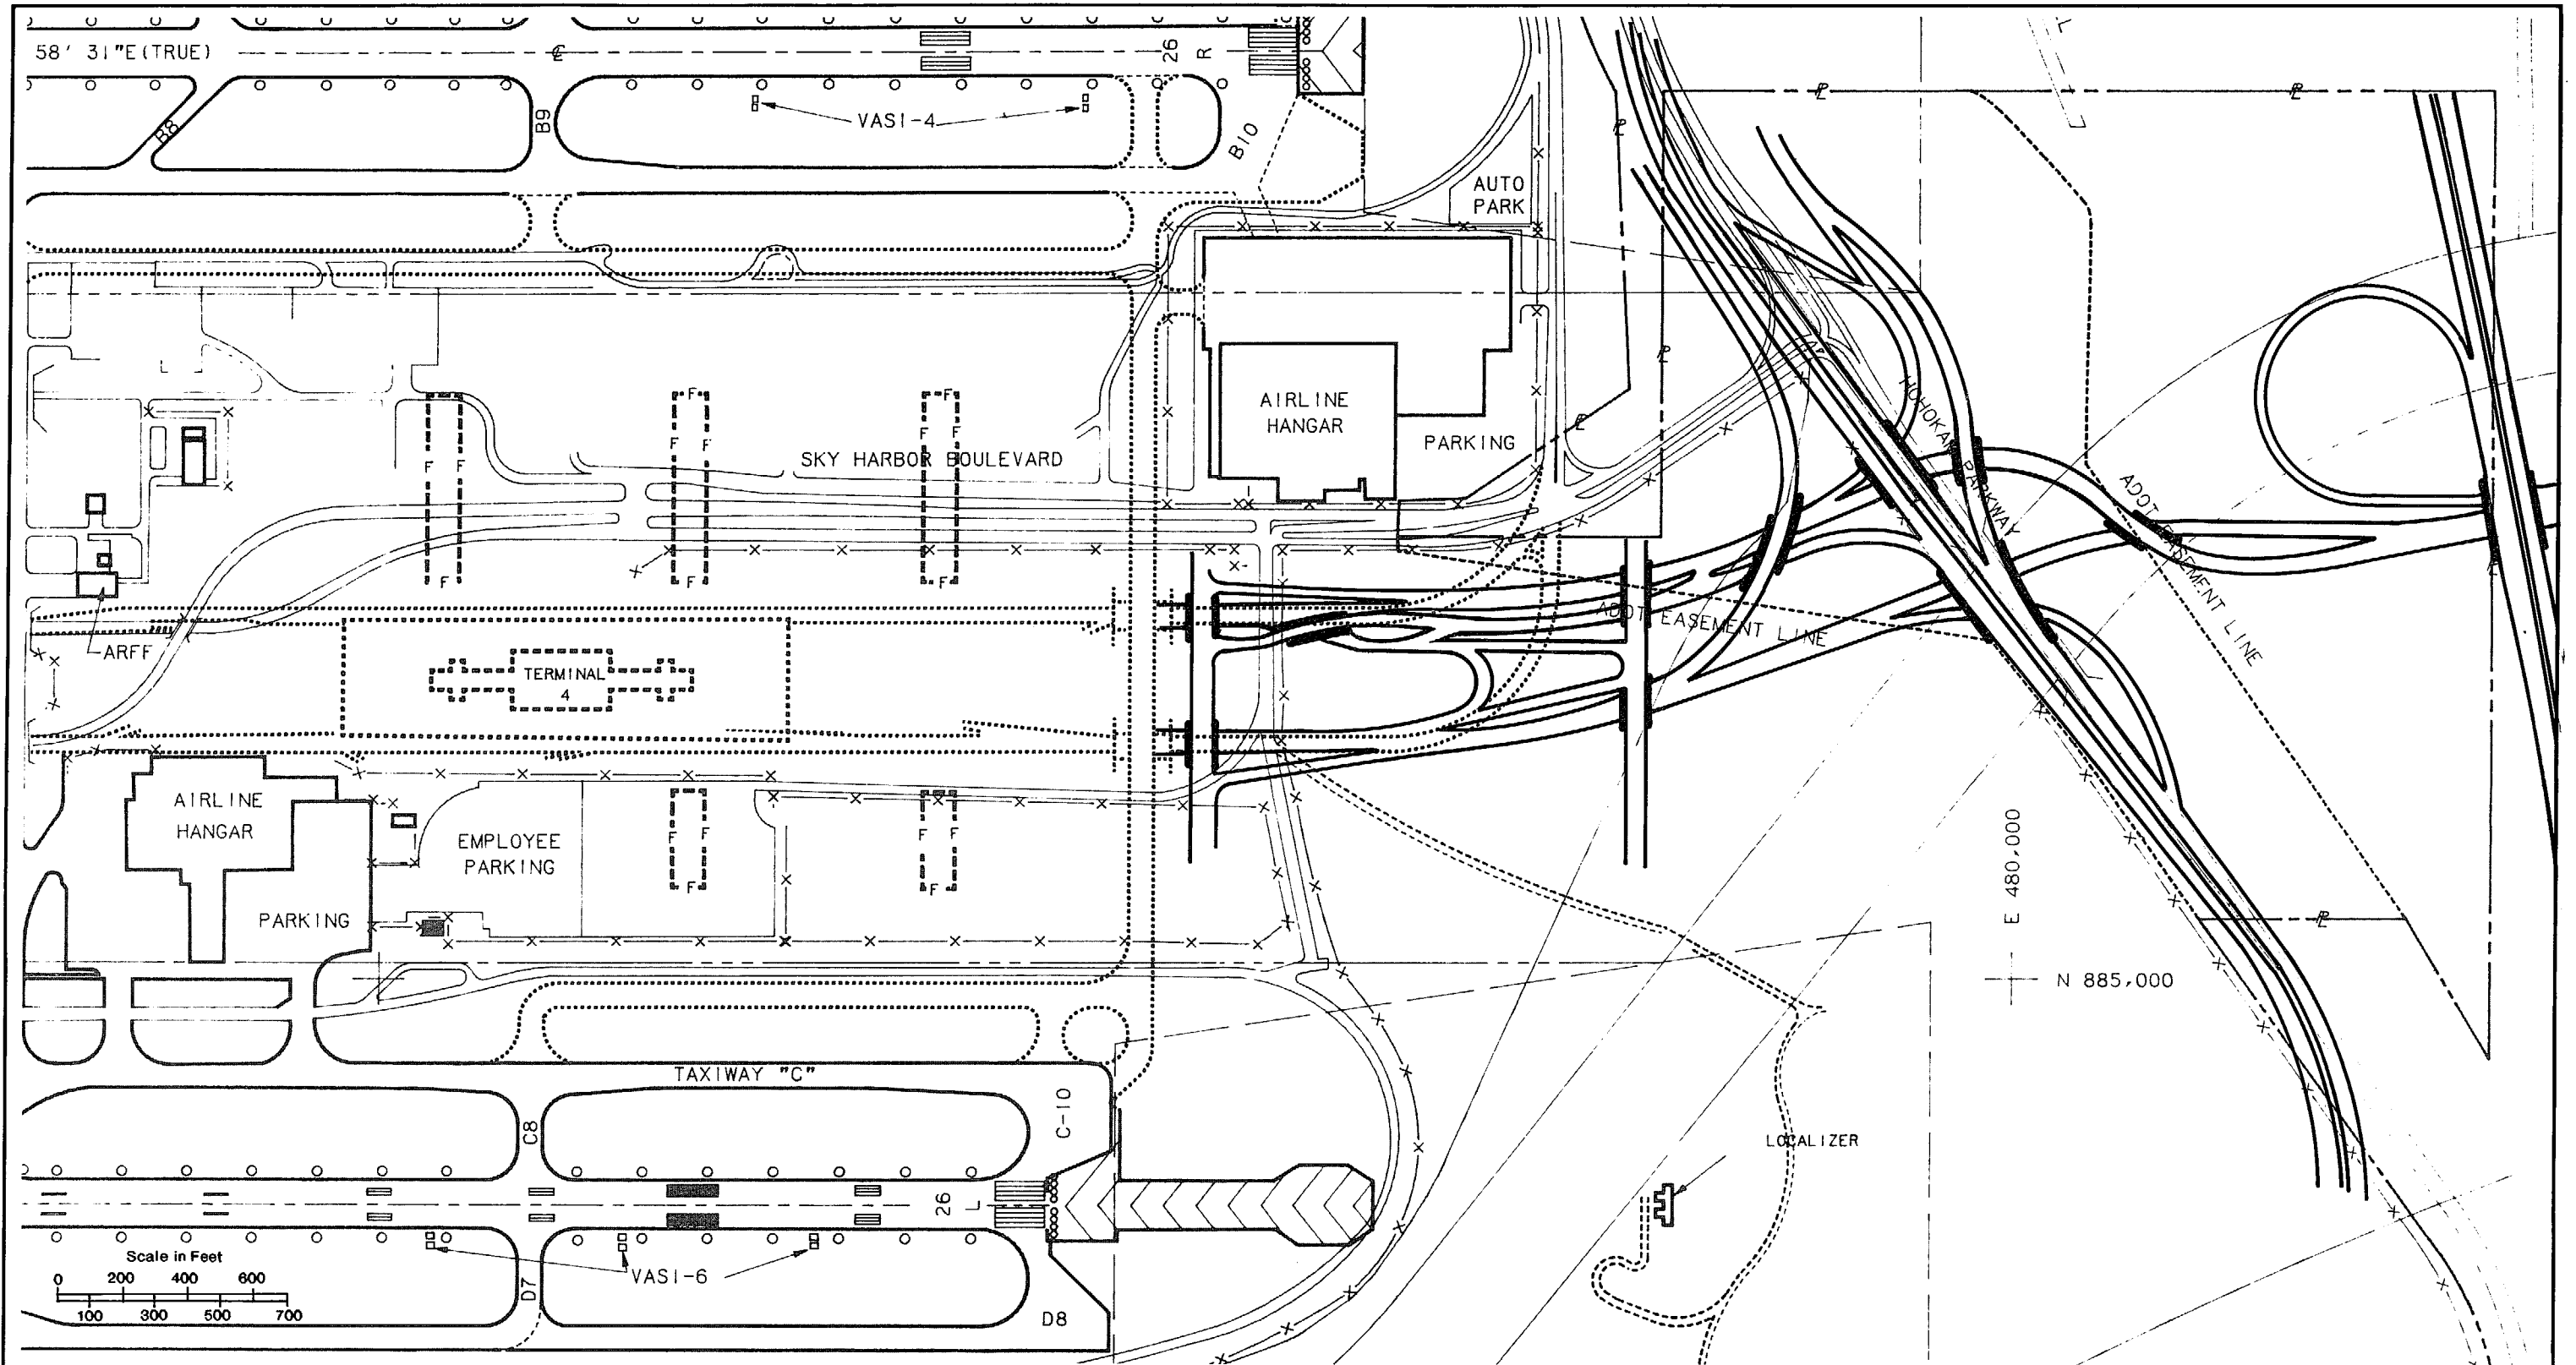 58' 31"E(TRUE)
℄
26
R
B8
B9
VASI-4
B10
AUTO
PARK
℄
℄
℄
℄
F
F
F
F
F
F
F
F
F
F
F
F
SKY HARBOR BOULEVARD
AIRLINE
HANGAR
PARKING
℄
HOHOKAM PARKWAY
ADOT EASEMENT LINE
ADOT EASEMENT LINE
ARFF
TERMINAL
4
AIRLINE
HANGAR
PARKING
EMPLOYEE
PARKING
F
F
F
F
F
F
E 480,000
N 885,000
℄
TAXIWAY "C"
C8
C-10
LOCALIZER
26
L
VASI-6
D7
D8
Scale in Feet
0 200 400 600
100 300 500 700